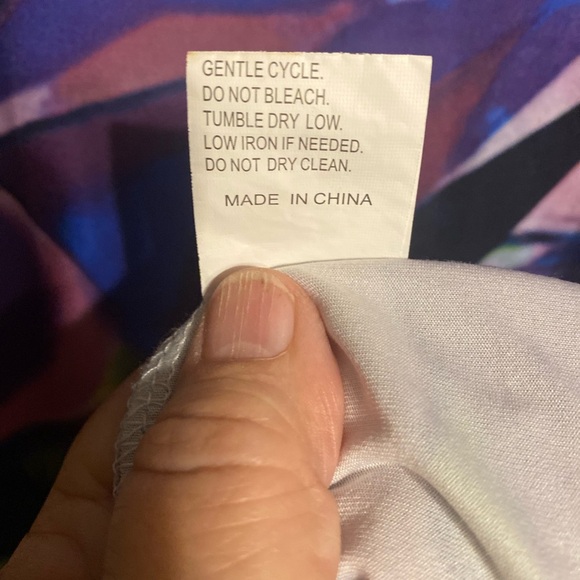 GENTLE CYCLE.
DO NOT BLEACH.
TUMBLE DRY LOW.
LOW IRON IF NEEDED.
DO NOT DRY CLEAN.
MADE IN CHINA